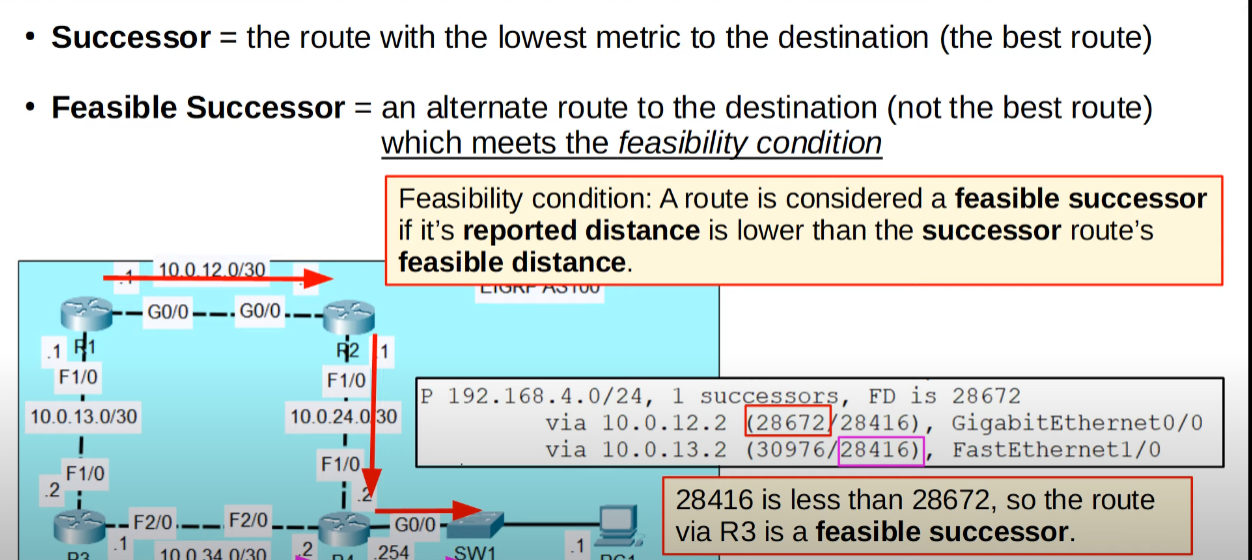 • Successor = the route with the lowest metric to the destination (the best route)
• Feasible Successor = an alternate route to the destination (not the best route)
which meets the feasibility condition
Feasibility condition: A route is considered a feasible successor
if it's reported distance is lower than the successor route's
feasible distance.
EIGRP AS100
.1 10.0.12.0/30
G0/0 G0/0
.1 R1 R2 .1
F1/0 F1/0
10.0.13.0/30 10.0.24.0/30
F1/0 F1/0
.2 .2
P 192.168.4.0/24, 1 successors, FD is 28672
via 10.0.12.2 (28672/28416), GigabitEthernet0/0
via 10.0.13.2 (30976/28416), FastEthernet1/0
28416 is less than 28672, so the route
via R3 is a feasible successor.
F2/0 F2/0 G0/0
R3 .1 10.0.34.0/30 .2 R4 .254 SW1 .1 PC1